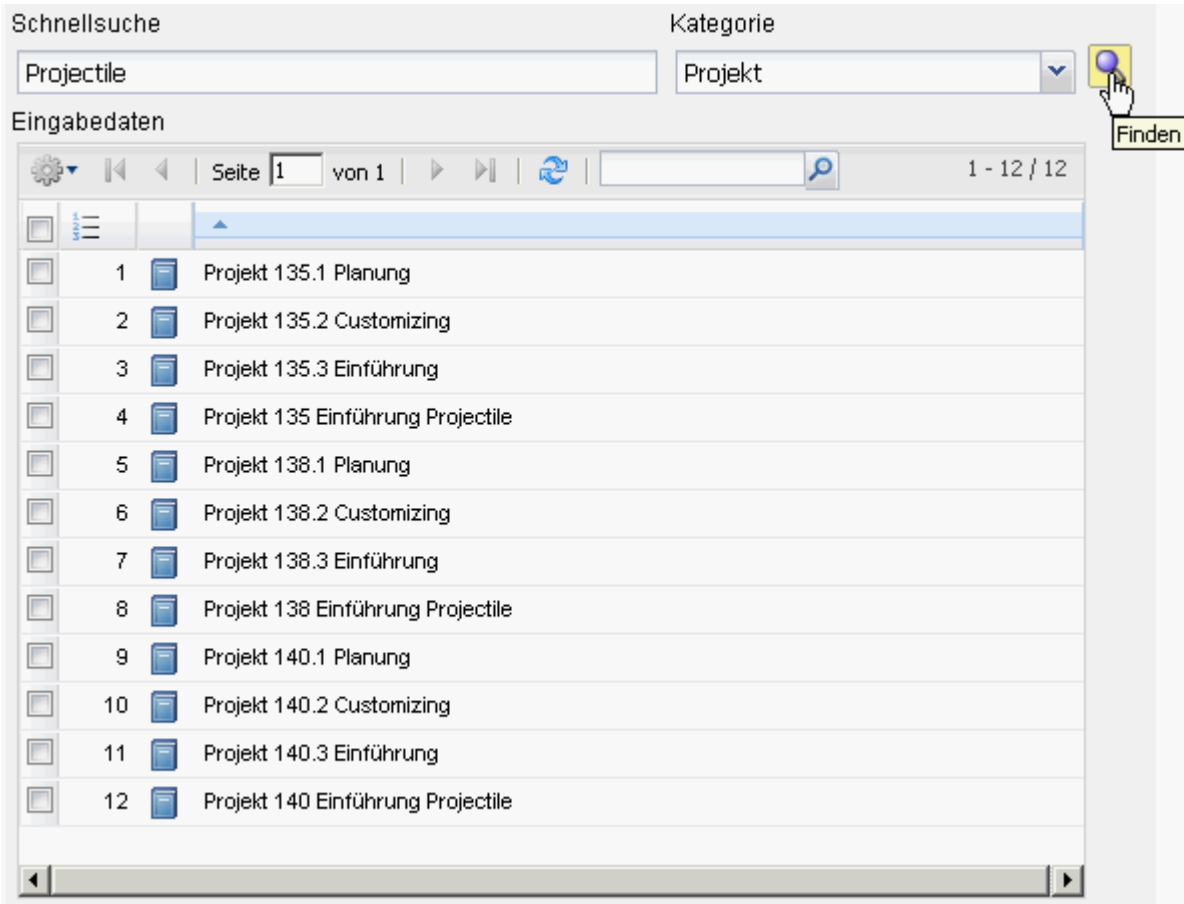 Schnellsuche Kategorie
Projectile Projekt
Finden
Eingabedaten
Seite 1 von 1 1 - 12 / 12
1 Projekt 135.1 Planung
2 Projekt 135.2 Customizing
3 Projekt 135.3 Einführung
4 Projekt 135 Einführung Projectile
5 Projekt 138.1 Planung
6 Projekt 138.2 Customizing
7 Projekt 138.3 Einführung
8 Projekt 138 Einführung Projectile
9 Projekt 140.1 Planung
10 Projekt 140.2 Customizing
11 Projekt 140.3 Einführung
12 Projekt 140 Einführung Projectile